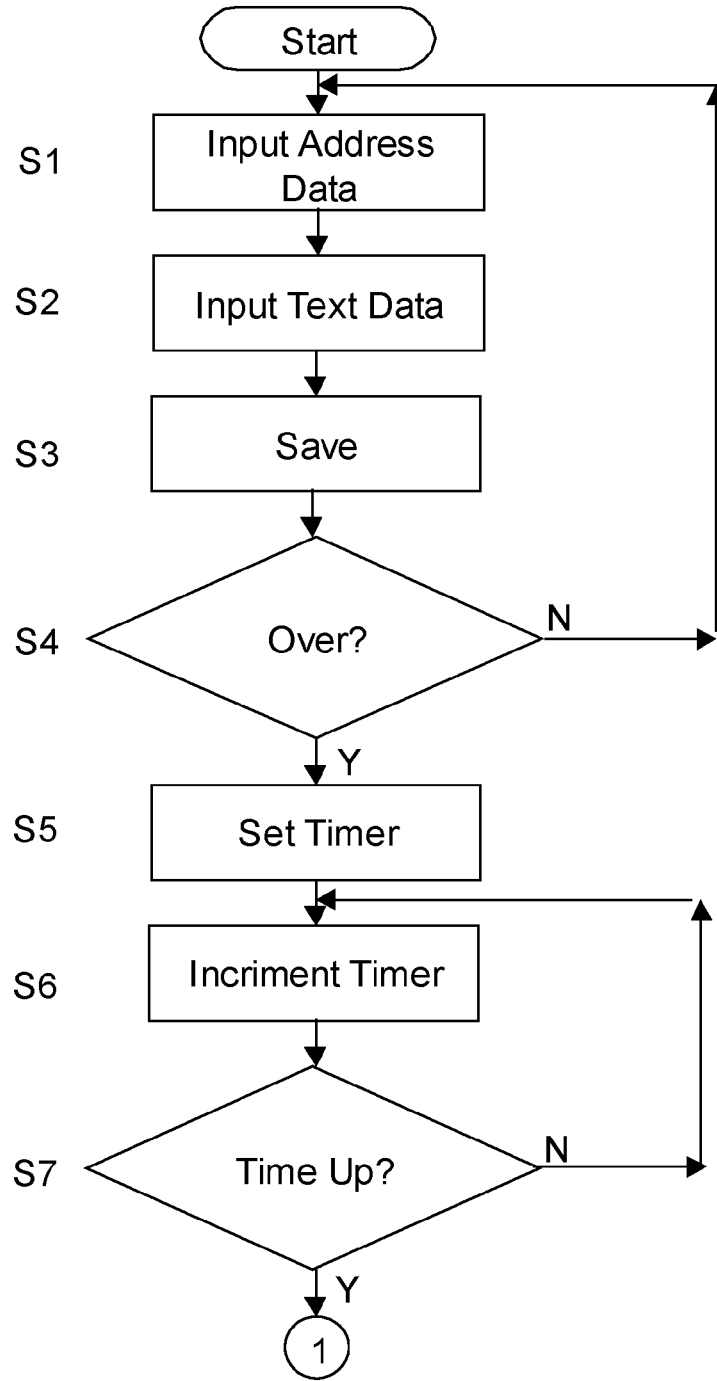 Start
S1
Input Address
Data
S2
Input Text Data
S3
Save
S4
Over?
N
Y
S5
Set Timer
S6
Incriment Timer
S7
Time Up?
N
Y
1